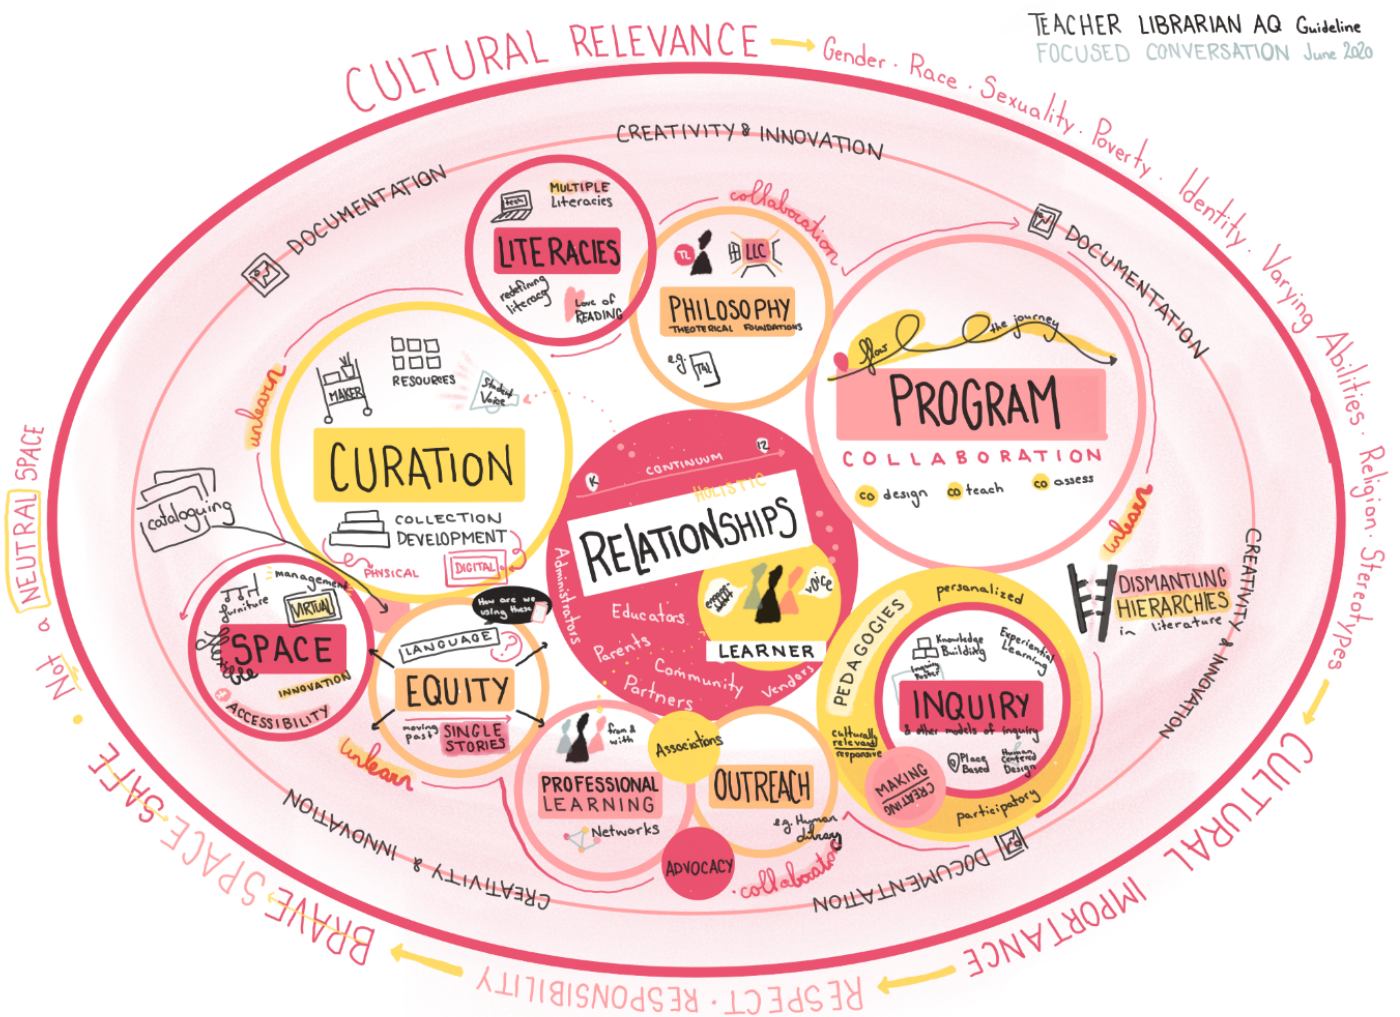 TEACHER LIBRARIAN AQ Guideline
FOCUSED CONVERSATION June 2020
CULTURAL RELEVANCE
Gender · Race · Sexuality · Poverty · Identity · Varying Abilities · Religion · Stereotypes
CULTURAL IMPORTANCE
RESPECT · RESPONSIBILITY
BRAVE SPACE SAFE
· Not a NEUTRAL SPACE
CREATIVITY & INNOVATION
DOCUMENTATION
DOCUMENTATION
CREATIVITY & INNOVATION
DOCUMENTATION
CREATIVITY & INNOVATION
tech
MULTIPLE
Literacies
LITERACIES
redefining
literacy
Love of
READING
collaboration
TL
LLC
PHILOSOPHY
THEOTERICAL FOUNDATIONS
e.g.
flow
the journey
PROGRAM
COLLABORATION
co design
co teach
co assess
unlearn
MAKER
RESOURCES
Student
Voice
CURATION
COLLECTION
DEVELOPMENT
PHYSICAL
DIGITAL
cataloguing
K
CONTINUUM
12
HOLISTIC
RELATIONSHIPS
Administrators
Educators
Parents
Community
Partners
Vendors
voice
LEARNER
unlearn
DISMANTLING
HIERARCHIES
in literature
furniture
management
VIRTUAL
SPACE
INNOVATION
ACCESSIBILITY
How are we
using these
LANGUAGE
EQUITY
moving
past
SINGLE
STORIES
unlearn
from &
with
PROFESSIONAL
LEARNING
Networks
Associations
OUTREACH
e.g. Human
Library
ADVOCACY
collaboration
PEDAGOGIES
personalized
culturally
relevant
responsive
participatory
MAKING
CREATING
Knowledge
Building
Experiential
Learning
INQUIRY
& other models of inquiry
Place
Based
Human
Centered
Design